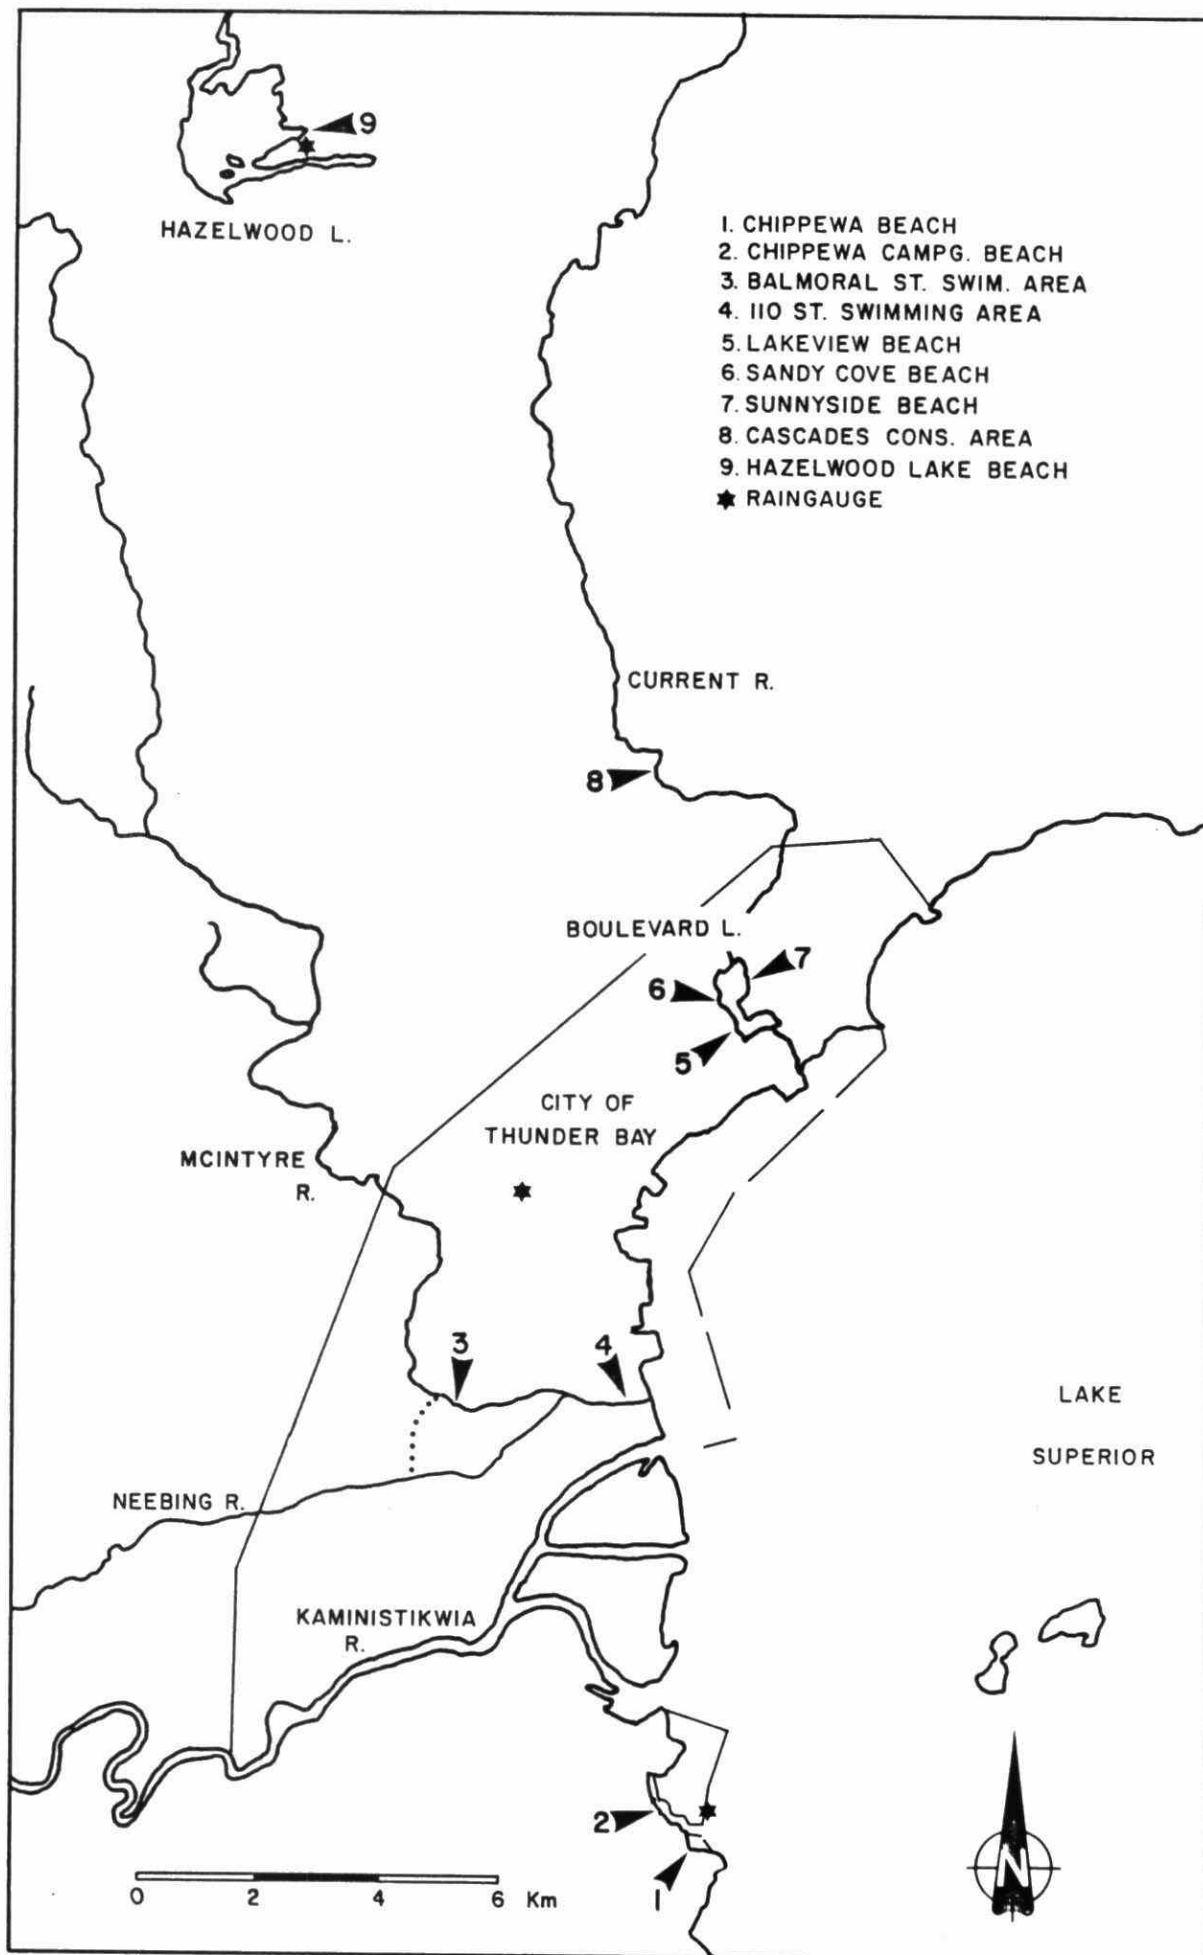 9
HAZELWOOD L.
1. CHIPPEWA BEACH
2. CHIPPEWA CAMPG. BEACH
3. BALMORAL ST. SWIM. AREA
4. 110 ST. SWIMMING AREA
5. LAKEVIEW BEACH
6. SANDY COVE BEACH
7. SUNNYSIDE BEACH
8. CASCADES CONS. AREA
9. HAZELWOOD LAKE BEACH
RAINGAUGE
CURRENT R.
8
BOULEVARD L.
7
6
5
CITY OF
THUNDER BAY
MCINTYRE
R.
3
4
LAKE
SUPERIOR
NEEBING R.
KAMINISTIKWIA
R.
2
1
0 2 4 6 Km
N